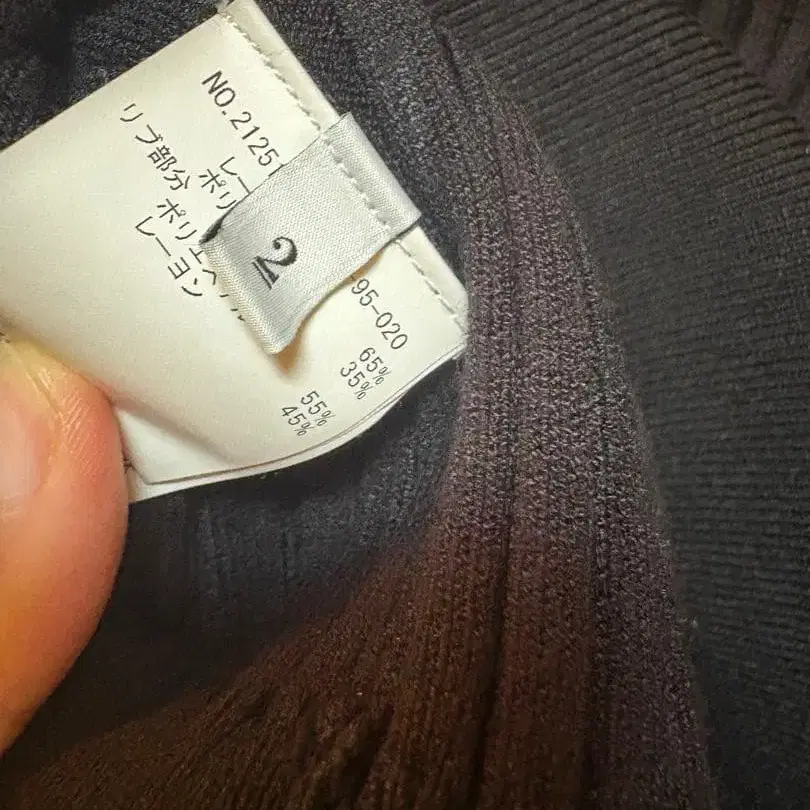 NO.2125 95-020
レー 65%
ポリ 35%
リブ部分 ポリエステル 55%
レーヨン 45%
2